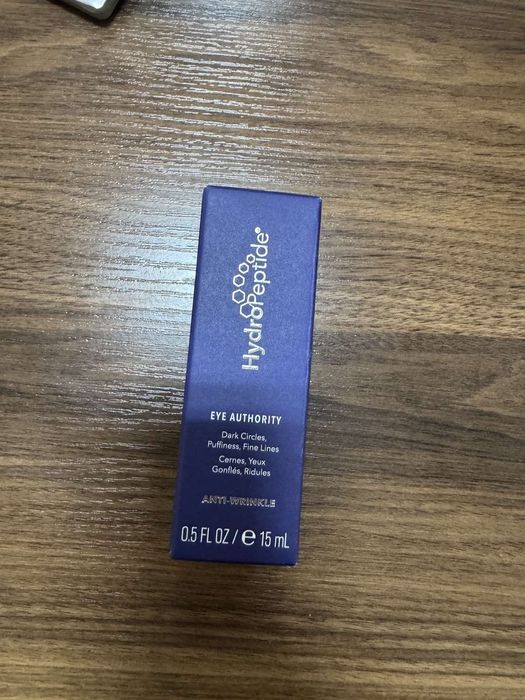 HydroPeptide®
EYE AUTHORITY
Dark Circles,
Puffiness, Fine Lines
Cernes, Yeux
Gonflés, Ridules
ANTI-WRINKLE
0.5 FL OZ / ℮ 15 mL